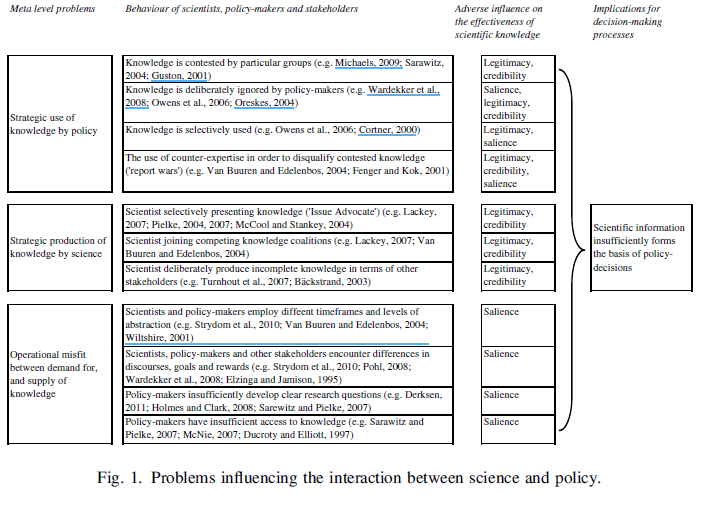 Meta level problems
Behaviour of scientists, policy-makers and stakeholders
Adverse influence on
the effectiveness of
scientific knowledge
Implications for
decision-making
processes
Strategic use of
knowledge by policy
Knowledge is contested by particular groups (e.g. Michaels, 2009; Sarawitz,
2004; Guston, 2001)
Legitimacy,
credibility
Knowledge is deliberately ignored by policy-makers (e.g. Wardekker et al.,
2008; Owens et al., 2006; Oreskes, 2004)
Salience,
legitimacy,
credibility
Knowledge is selectively used (e.g. Owens et al., 2006; Cortner, 2000)
Legitimacy,
salience
The use of counter-expertise in order to disqualify contested knowledge
('report wars') (e.g. Van Buuren and Edelenbos, 2004; Fenger and Kok, 2001)
Legitimacy,
credibility,
salience
Strategic production of
knowledge by science
Scientist selectively presenting knowledge ('Issue Advocate') (e.g. Lackey,
2007; Pielke, 2004, 2007; McCool and Stankey, 2004)
Legitimacy,
credibility
Scientist joining competing knowledge coalitions (e.g. Lackey, 2007; Van
Buuren and Edelenbos, 2004)
Legitimacy,
credibility
Scientist deliberately produce incomplete knowledge in terms of other
stakeholders (e.g. Turnhout et al., 2007; Bäckstrand, 2003)
Legitimacy,
credibility
Operational misfit
between demand for,
and supply of
knowledge
Scientists and policy-makers employ diffeent timeframes and levels of
abstraction (e.g. Strydom et al., 2010; Van Buuren and Edelenbos, 2004;
Wiltshire, 2001)
Salience
Scientists, policy-makers and other stakeholders encounter differences in
discourses, goals and rewards (e.g. Strydom et al., 2010; Pohl, 2008;
Wardekker et al., 2008; Elzinga and Jamison, 1995)
Salience
Policy-makers insufficiently develop clear research questions (e.g. Derksen,
2011; Holmes and Clark, 2008; Sarewitz and Pielke, 2007)
Salience
Policy-makers have insufficient access to knowledge (e.g. Sarawitz and
Pielke, 2007; McNie, 2007; Ducroty and Elliott, 1997)
Salience
Scientific information
insufficiently forms
the basis of policy-
decisions
Fig. 1. Problems influencing the interaction between science and policy.